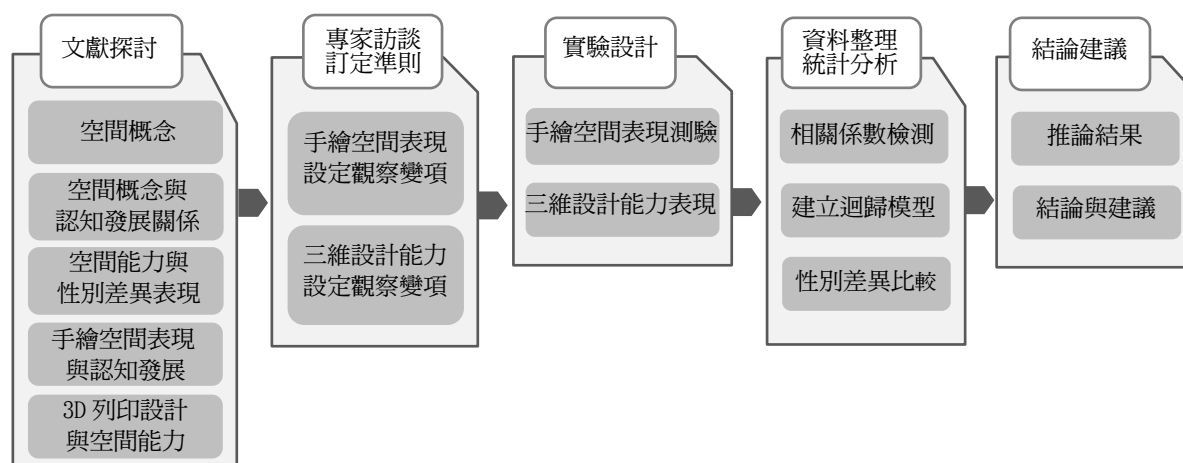 文獻探討
空間概念
空間概念與
認知發展關係
空間能力與
性別差異表現
手繪空間表現
與認知發展
3D 列印設計
與空間能力
專家訪談
訂定準則
手繪空間表現
設定觀察變項
三維設計能力
設定觀察變項
實驗設計
手繪空間表現測驗
三維設計能力表現
資料整理
統計分析
相關係數檢測
建立迴歸模型
性別差異比較
結論建議
推論結果
結論與建議